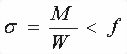 σ = M/W < f